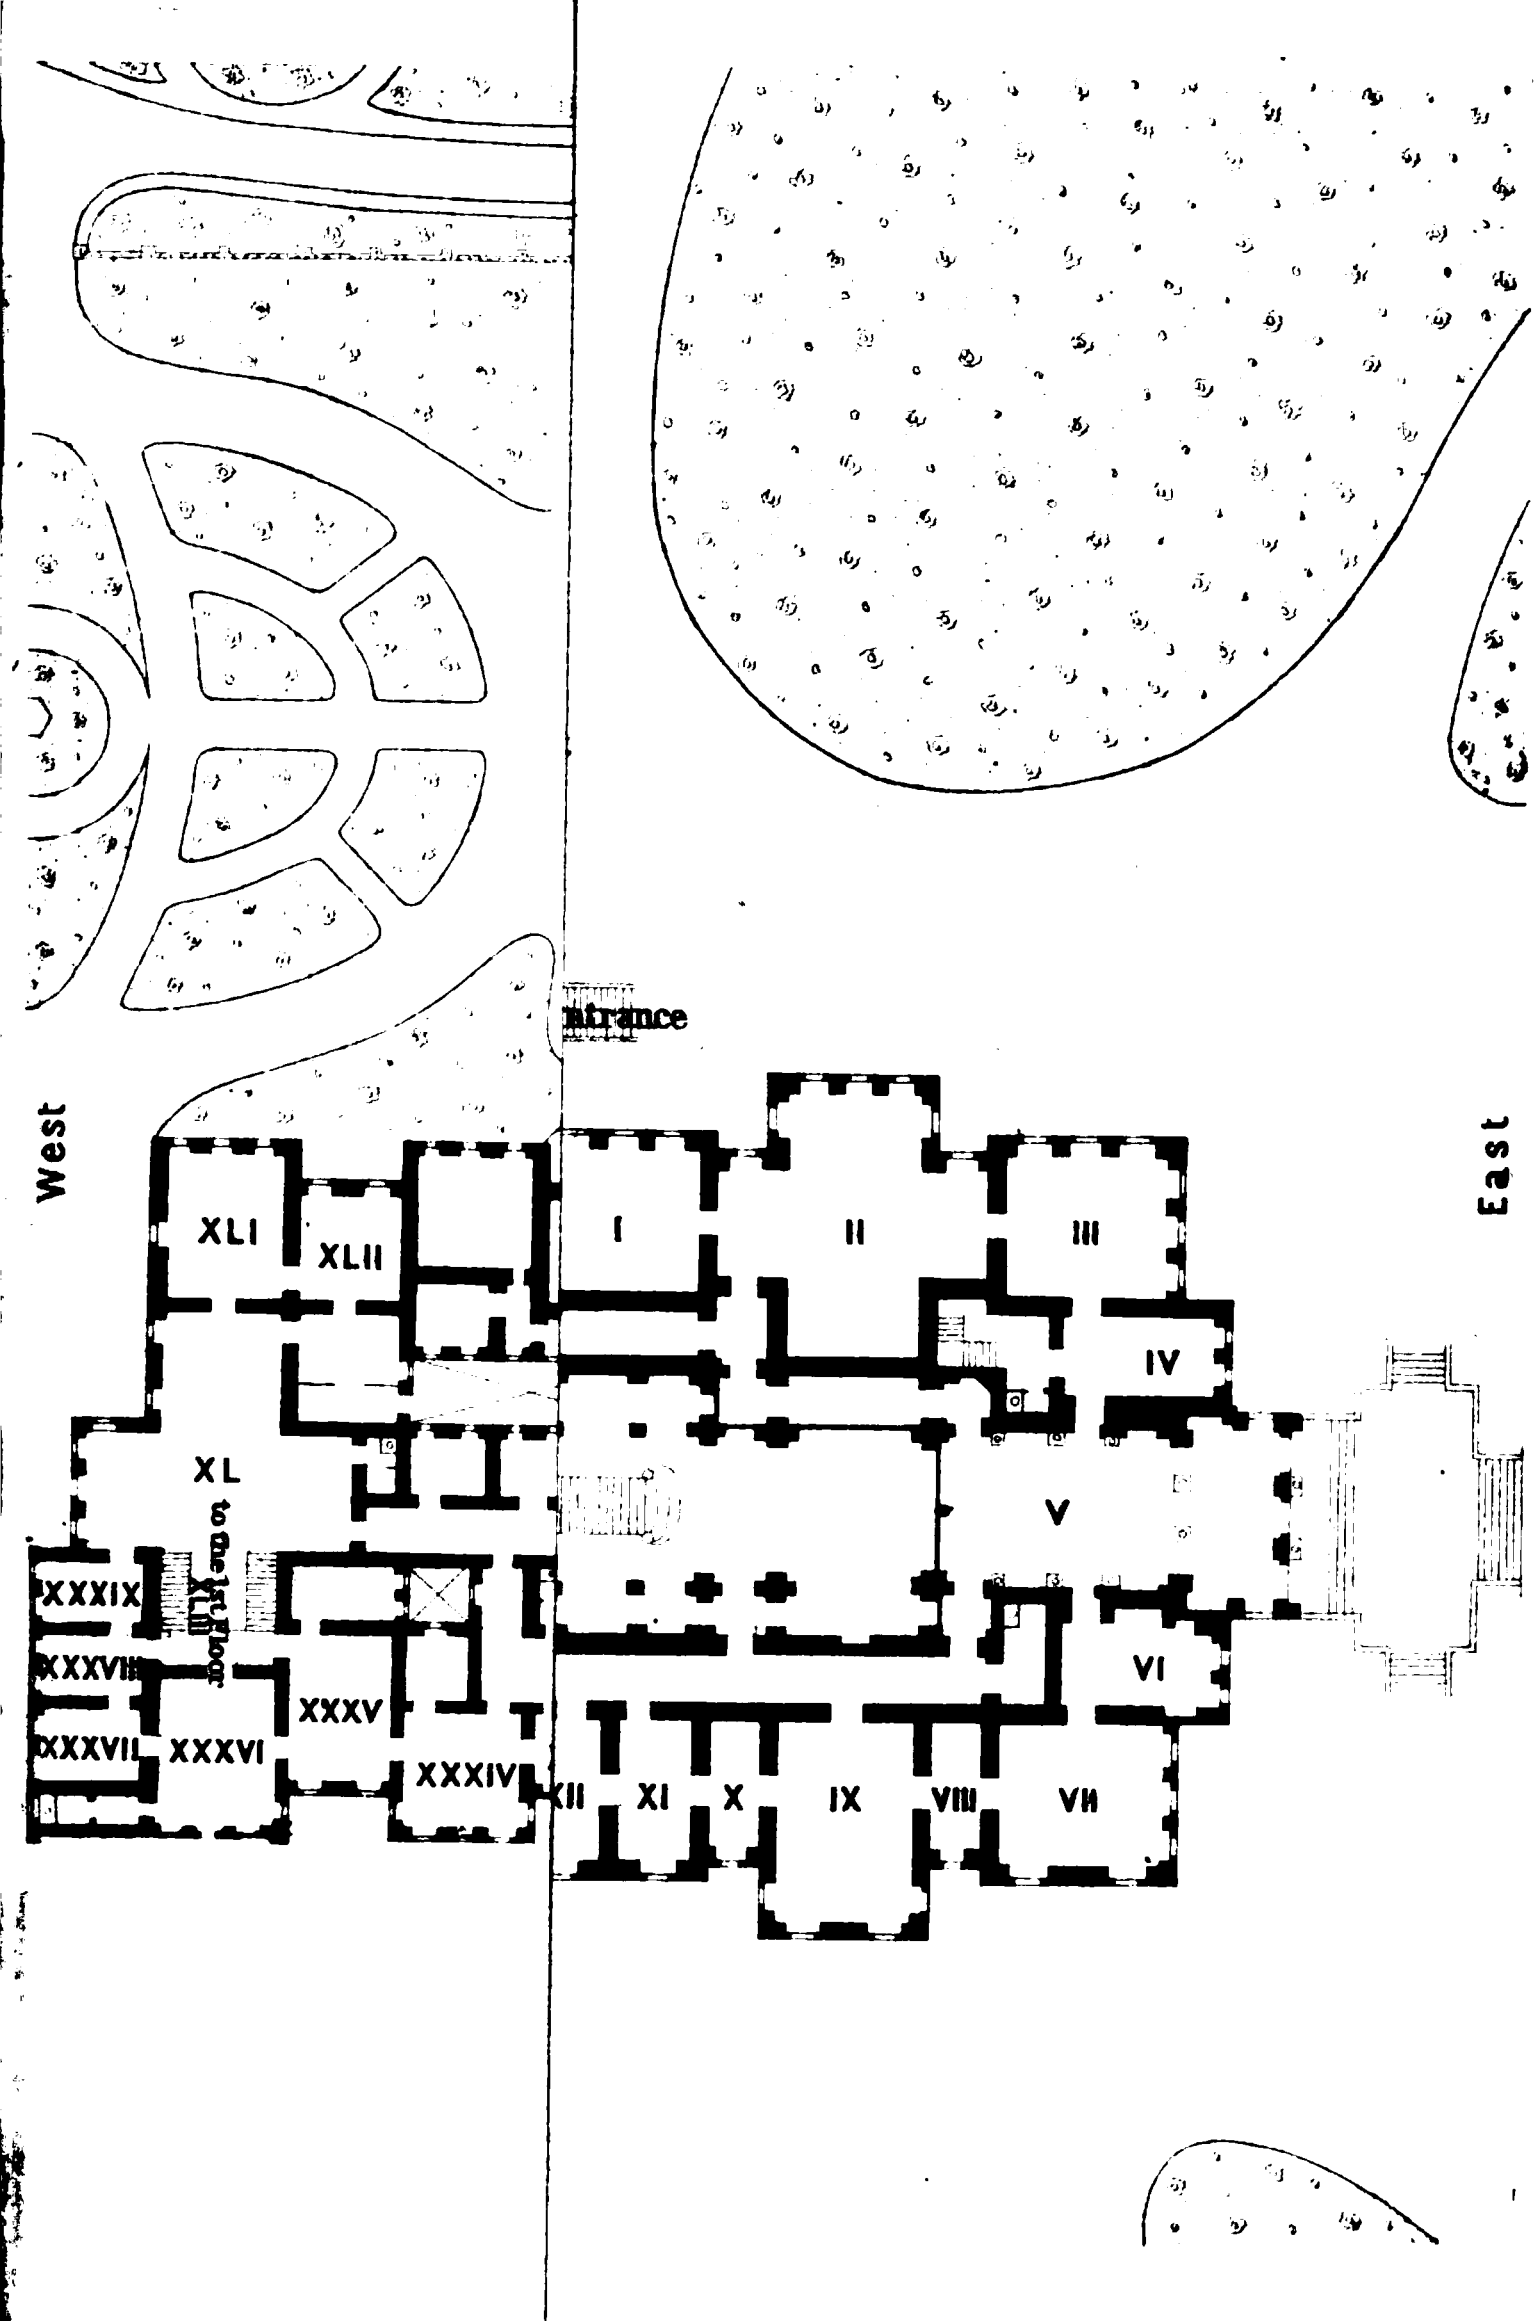 ntrance
West
East
XLI
XLII
I
II
III
IV
XL
V
to the 1st Floor
XLIII
XXXIX
XXXVIII
XXXVII
XXXVI
XXXV
XXXIV
XII
XI
X
IX
VIII
VII
VI